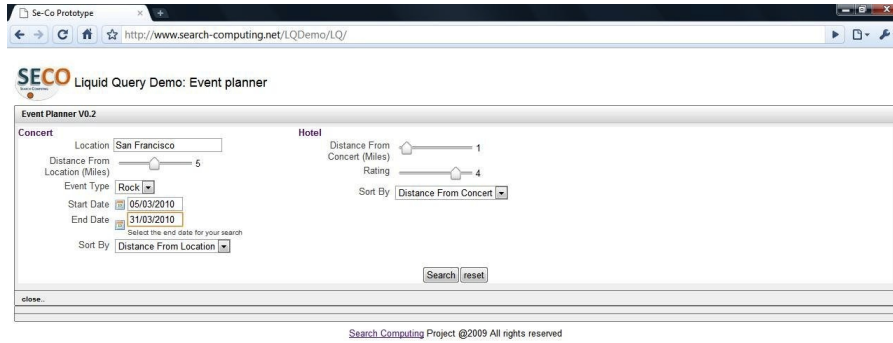 Se-Co Prototype
http://www.search-computing.net/LQDemo/LQ/
SECO Liquid Query Demo: Event planner
Event Planner V0.2
Concert
Location San Francisco
Distance From Location (Miles) 5
Event Type Rock
Start Date 05/03/2010
End Date 31/03/2010
Select the end date for your search
Sort By Distance From Location
Hotel
Distance From Concert (Miles) 1
Rating 4
Sort By Distance From Concert
Search reset
close..
Search Computing Project @2009 All rights reserved